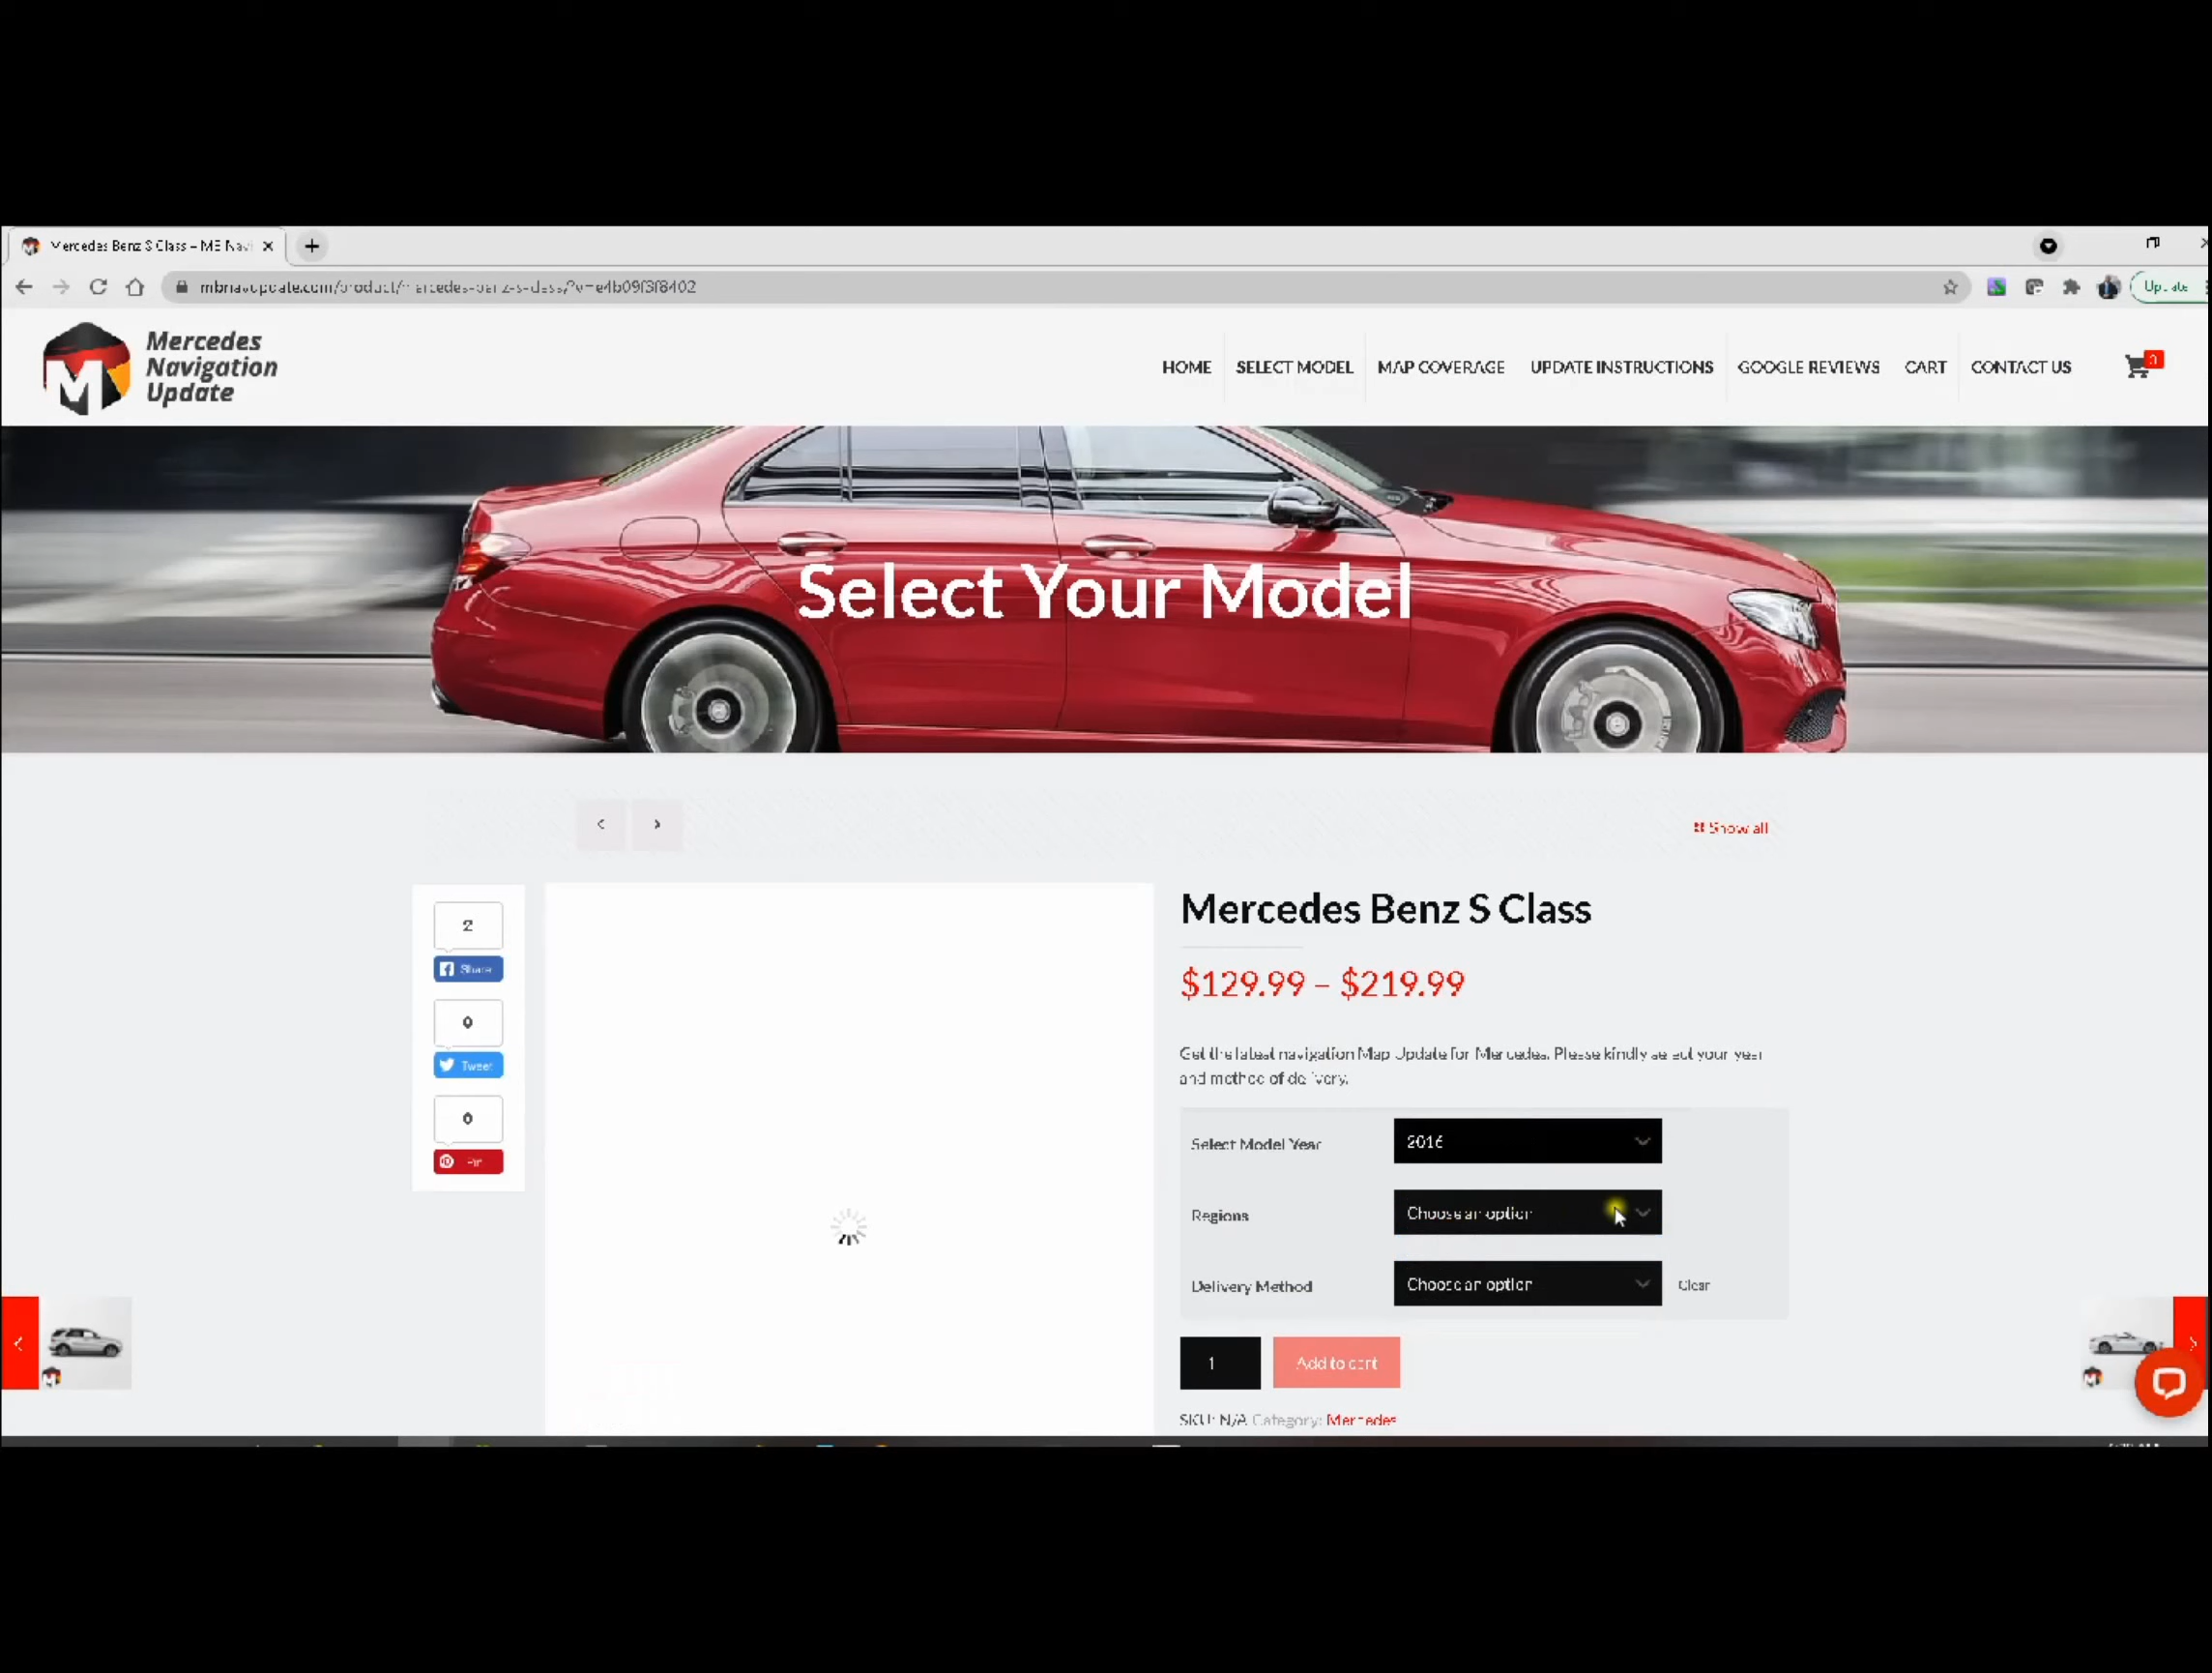 Mercedes Benz S Class – MB Navi
mbnavupdate.com/product/mercedes-benz-s-class/?v=e4b09f3f8402
Update
Mercedes
Navigation
Update
HOME
SELECT MODEL
MAP COVERAGE
UPDATE INSTRUCTIONS
GOOGLE REVIEWS
CART
CONTACT US
Select Your Model
Show all
2
Share
0
Tweet
0
Pin
Mercedes Benz S Class
$129.99 – $219.99
Get the latest navigation Map Update for Mercedes. Please kindly select your year
and method of delivery.
Select Model Year
2016
Regions
Choose an option
Delivery Method
Choose an option
Clear
1
Add to cart
SKU: N/A Category: Mercedes